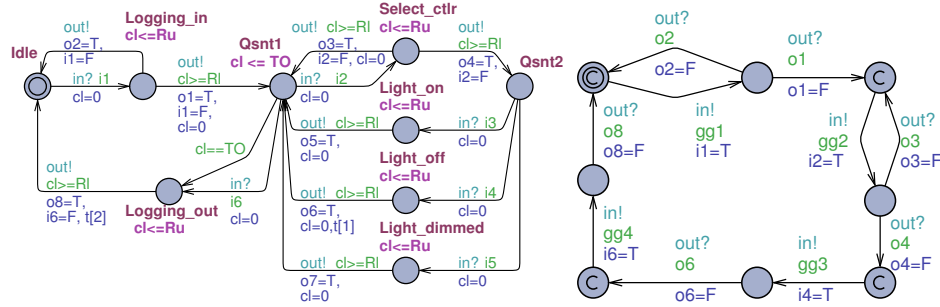 Logging_in
cl<=Ru
out!
o2=T,
i1=F
Idle
in? i1
cl=0
out!
cl>=Rl
o1=T,
i1=F,
cl=0
Qsnt1
cl <= TO
out!
cl>=Rl
o3=T,
i2=F, cl=0
Select_ctlr
cl<=Ru
in? i2
cl=0
out!
cl>=Rl
o4=T,
i2=F
Qsnt2
Light_on
cl<=Ru
out! cl>=Rl
o5=T,
cl=0
in? i3
cl=0
Light_off
cl<=Ru
out! cl>=Rl
o6=T,
cl=0,t[1]
in? i4
cl=0
Light_dimmed
cl<=Ru
out! cl>=Rl
o7=T,
cl=0
in? i5
cl=0
cl==TO
in?
i6
cl=0
out!
cl>=Rl
o8=T,
i6=F, t[2]
Logging_out
cl<=Ru
out?
o2
o2=F
C
in!
gg1
i1=T
out?
o1
o1=F
C
in!
gg2
i2=T
out?
o3
o3=F
out?
o4
o4=F
C
in!
gg3
i4=T
out?
o6
o6=F
C
in!
gg4
i6=T
out?
o8
o8=F